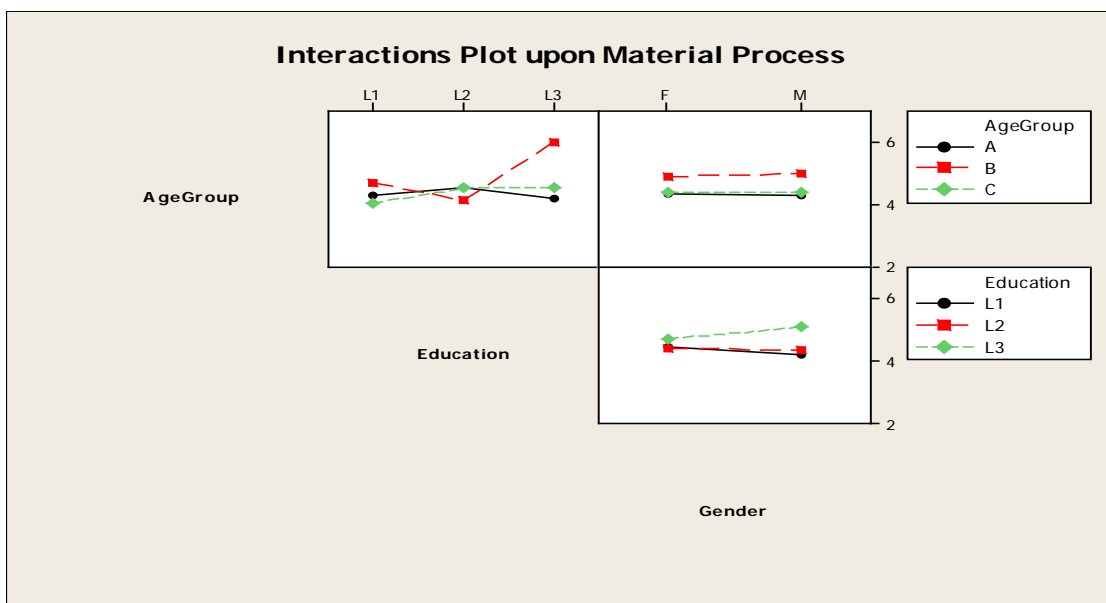 Interactions Plot upon Material Process
L1 L2 L3 F M
AgeGroup
A
B
C
6
4
2
AgeGroup
Education
L1
L2
L3
6
4
2
Education
Gender